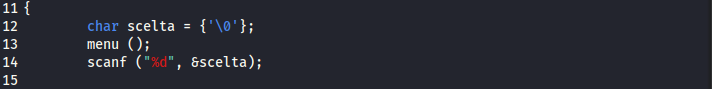 11 {
12 char scelta = {'\0'};
13 menu ();
14 scanf ("%d", &scelta);
15